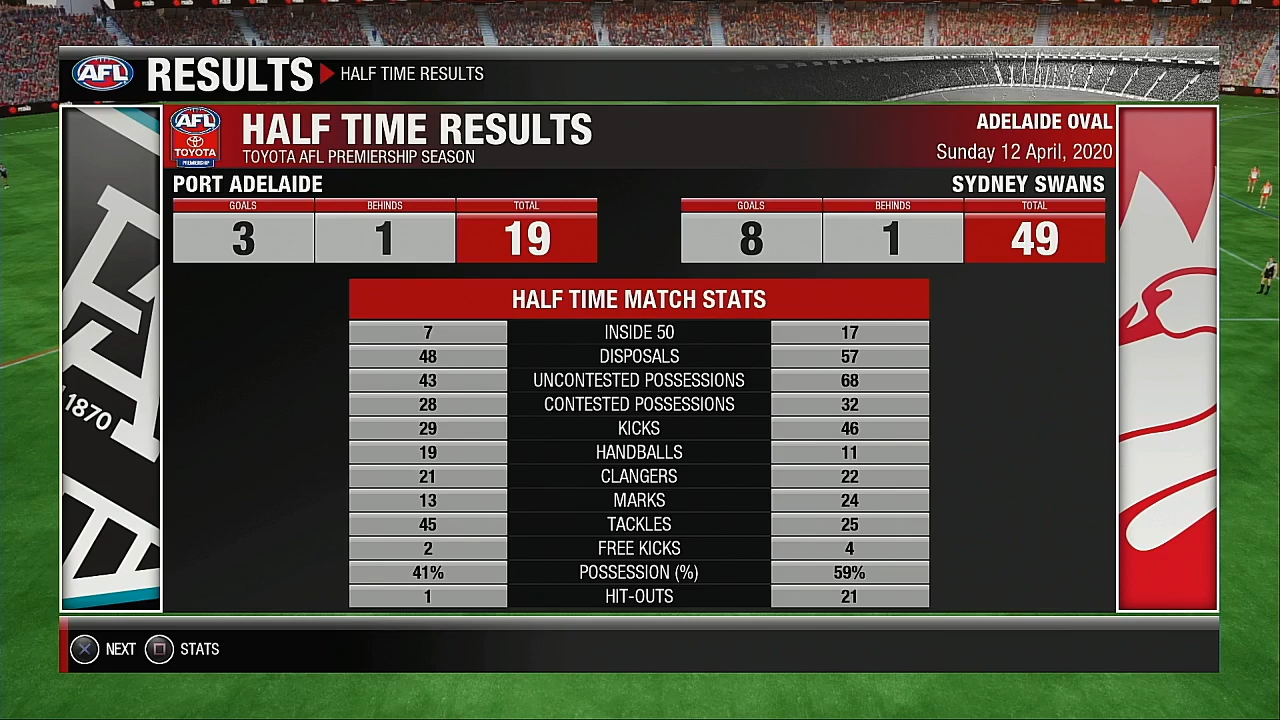 AFL RESULTS HALF TIME RESULTS
AFL
TOYOTA
PREMIERSHIP
HALF TIME RESULTS
TOYOTA AFL PREMIERSHIP SEASON
ADELAIDE OVAL
Sunday 12 April, 2020
PORT ADELAIDE
SYDNEY SWANS
GOALS BEHINDS TOTAL
3 1 19
GOALS BEHINDS TOTAL
8 1 49
1870
HALF TIME MATCH STATS
7 INSIDE 50 17
48 DISPOSALS 57
43 UNCONTESTED POSSESSIONS 68
28 CONTESTED POSSESSIONS 32
29 KICKS 46
19 HANDBALLS 11
21 CLANGERS 22
13 MARKS 24
45 TACKLES 25
2 FREE KICKS 4
41% POSSESSION (%) 59%
1 HIT-OUTS 21
NEXT STATS